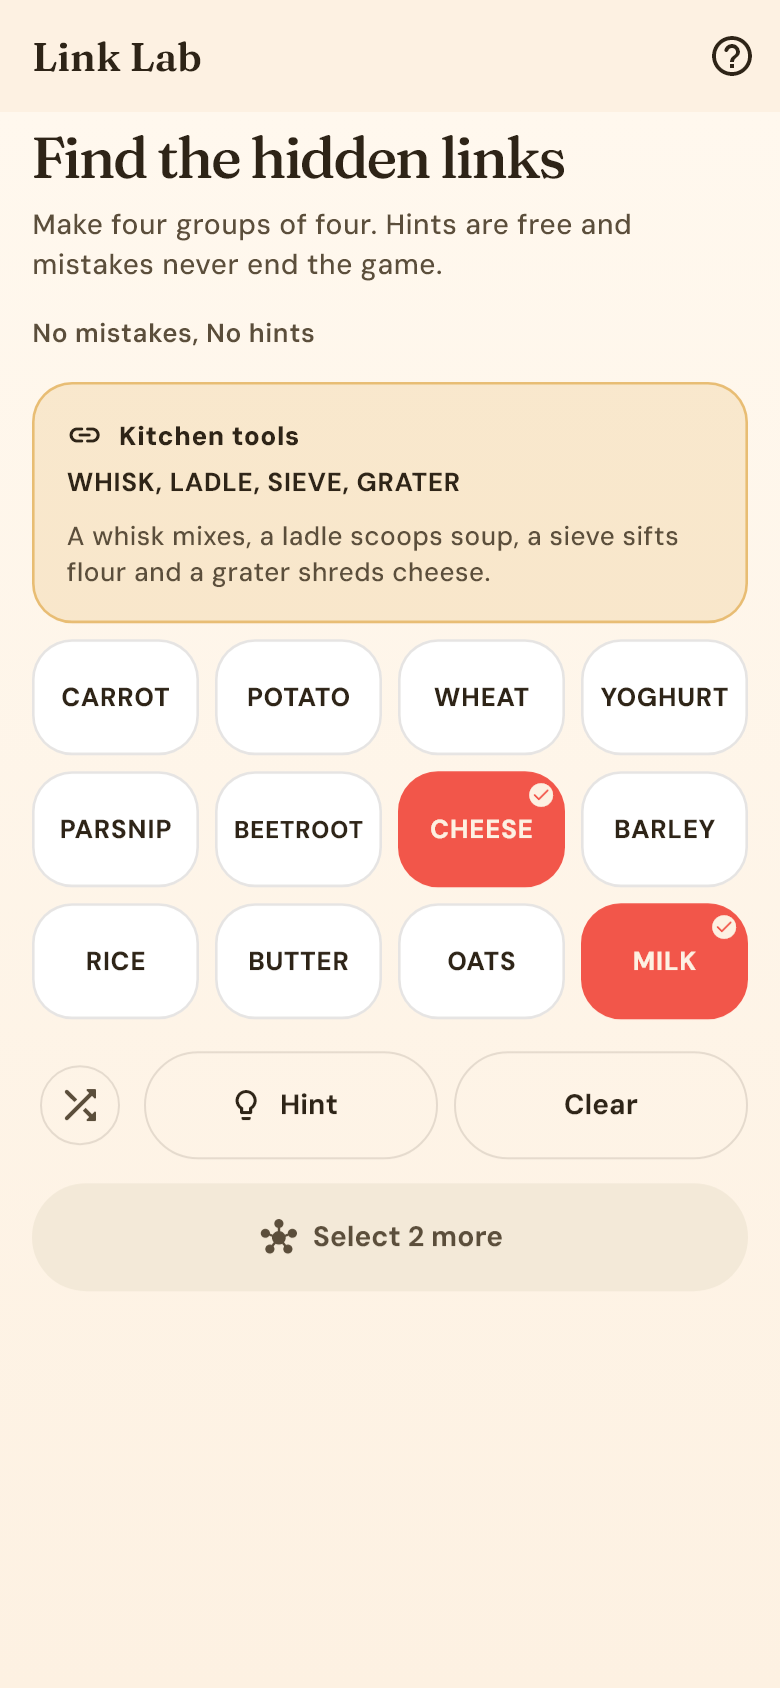 Link Lab
Find the hidden links
Make four groups of four. Hints are free and
mistakes never end the game.
No mistakes, No hints
Kitchen tools
WHISK, LADLE, SIEVE, GRATER
A whisk mixes, a ladle scoops soup, a sieve sifts
flour and a grater shreds cheese.
CARROT POTATO WHEAT YOGHURT
PARSNIP BEETROOT CHEESE BARLEY
RICE BUTTER OATS MILK
Hint Clear
Select 2 more